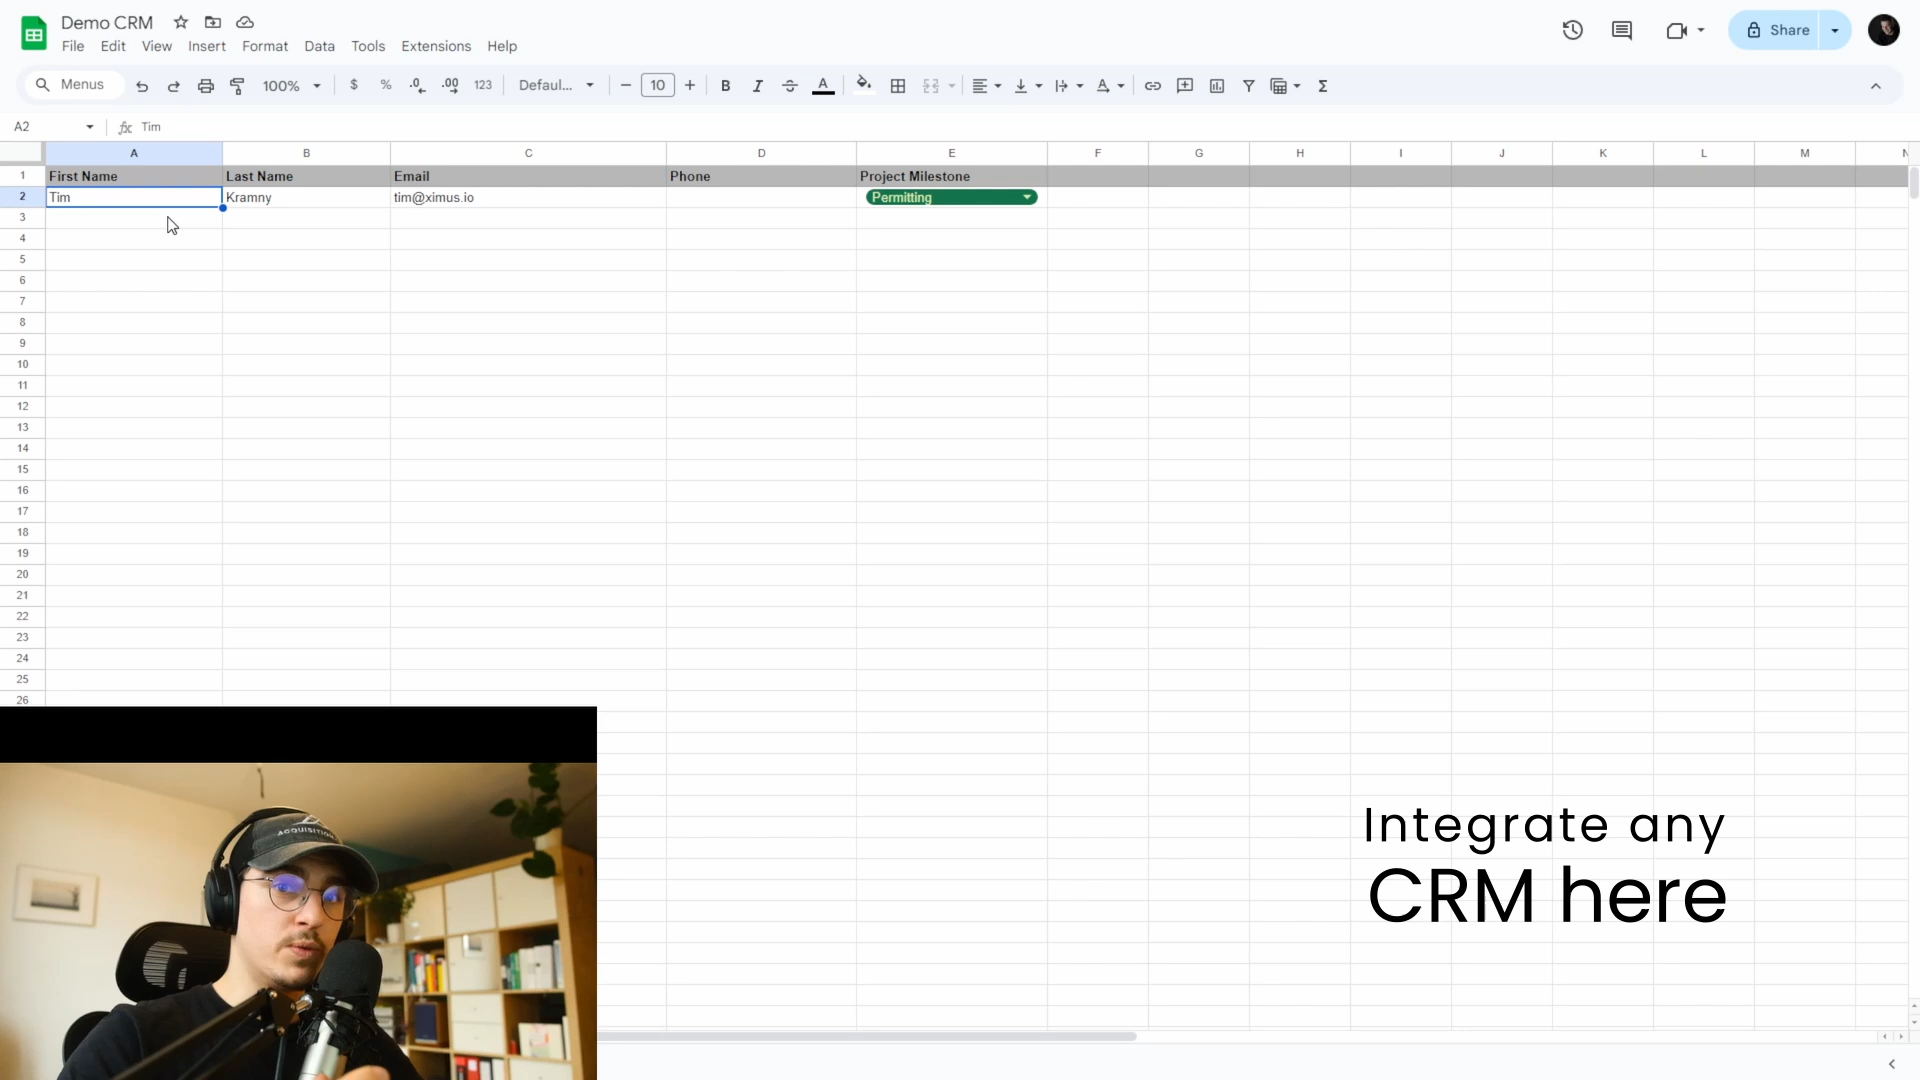 Demo CRM
File Edit View Insert Format Data Tools Extensions Help
Share
Menus 100% $ % .0 .00 123 Defaul... 10 B I A Σ
A2 fx Tim
A B C D E F G H I J K L M N
1 First Name Last Name Email Phone Project Milestone
2 Tim Kramny tim@ximus.io Permitting
3
4
5
6
7
8
9
10
11
12
13
14
15
16
17
18
19
20
21
22
23
24
25
26
ACQUISITION
Integrate any
CRM here